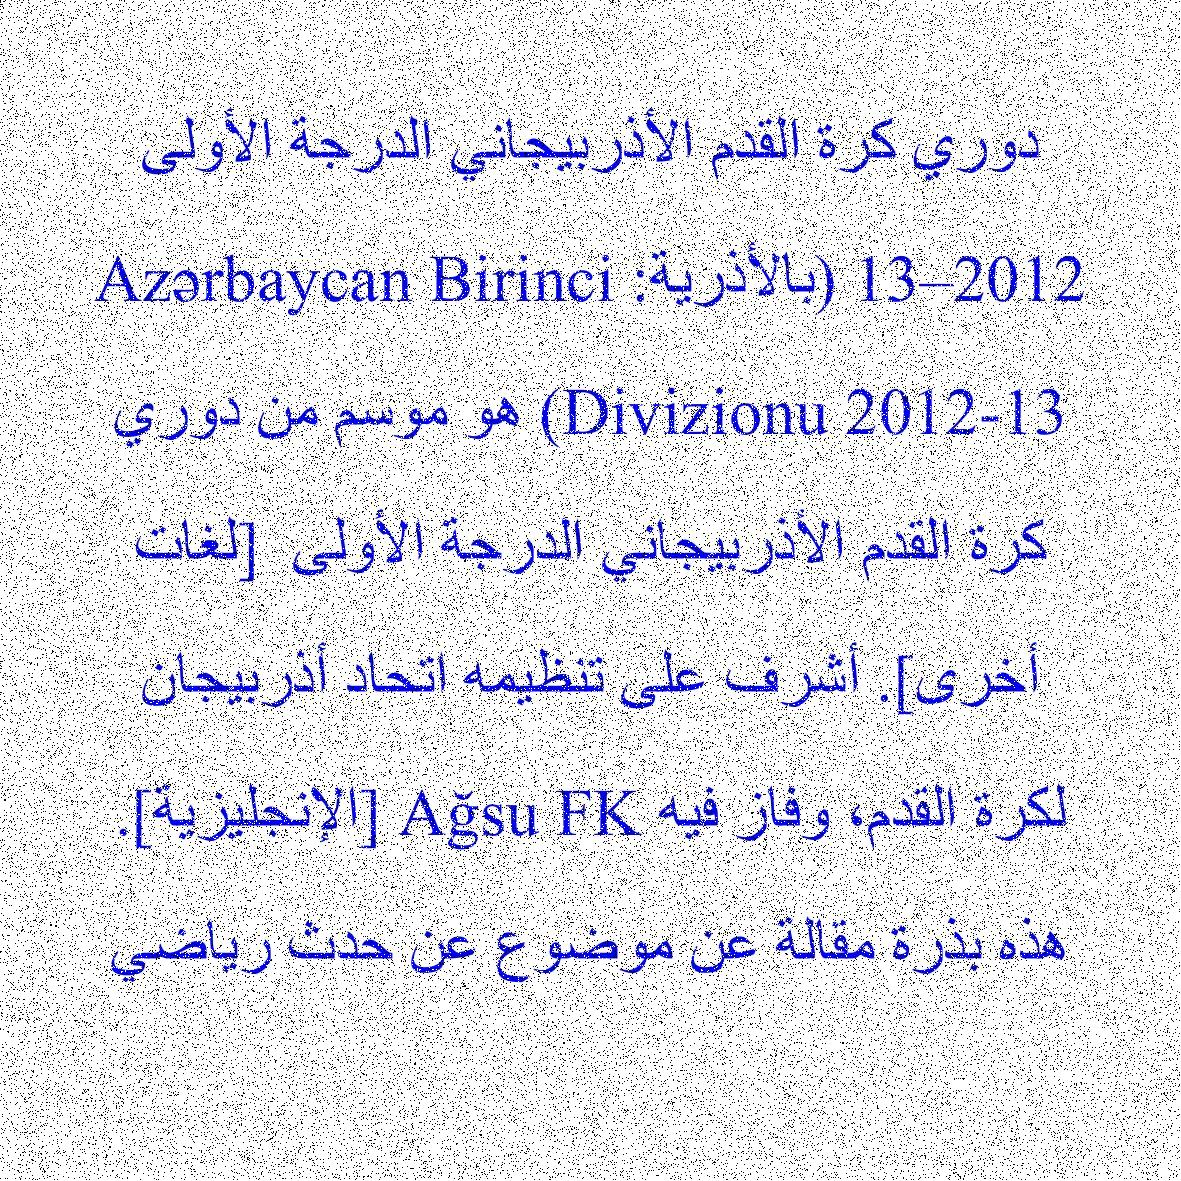 دوري كرة القدم الأذربيجاني الدرجة الأولى
2012–13 (بالأذرية: Azərbaycan Birinci
Divizionu 2012-13) هو موسم من دوري
كرة القدم الأذربيجاني الدرجة الأولى [لغات
أخرى]. أشرف على تنظيمه اتحاد أذربيجان
لكرة القدم، وفاز فيه Ağsu FK [الإنجليزية].
هذه بذرة مقالة عن موضوع عن حدث رياضي